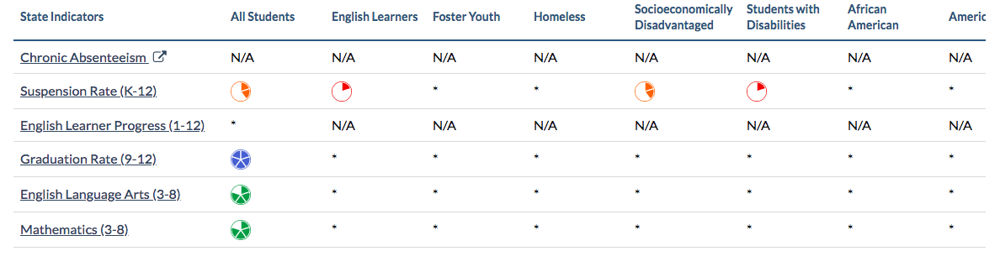 State Indicators All Students English Learners Foster Youth Homeless Socioeconomically Disadvantaged Students with Disabilities African American Americ
Chronic Absenteeism N/A N/A N/A N/A N/A N/A N/A N/A
Suspension Rate (K-12) * * * *
English Learner Progress (1-12) * N/A N/A N/A N/A N/A N/A N/A
Graduation Rate (9-12) * * * * * * *
English Language Arts (3-8) * * * * * * *
Mathematics (3-8) * * * * * * *